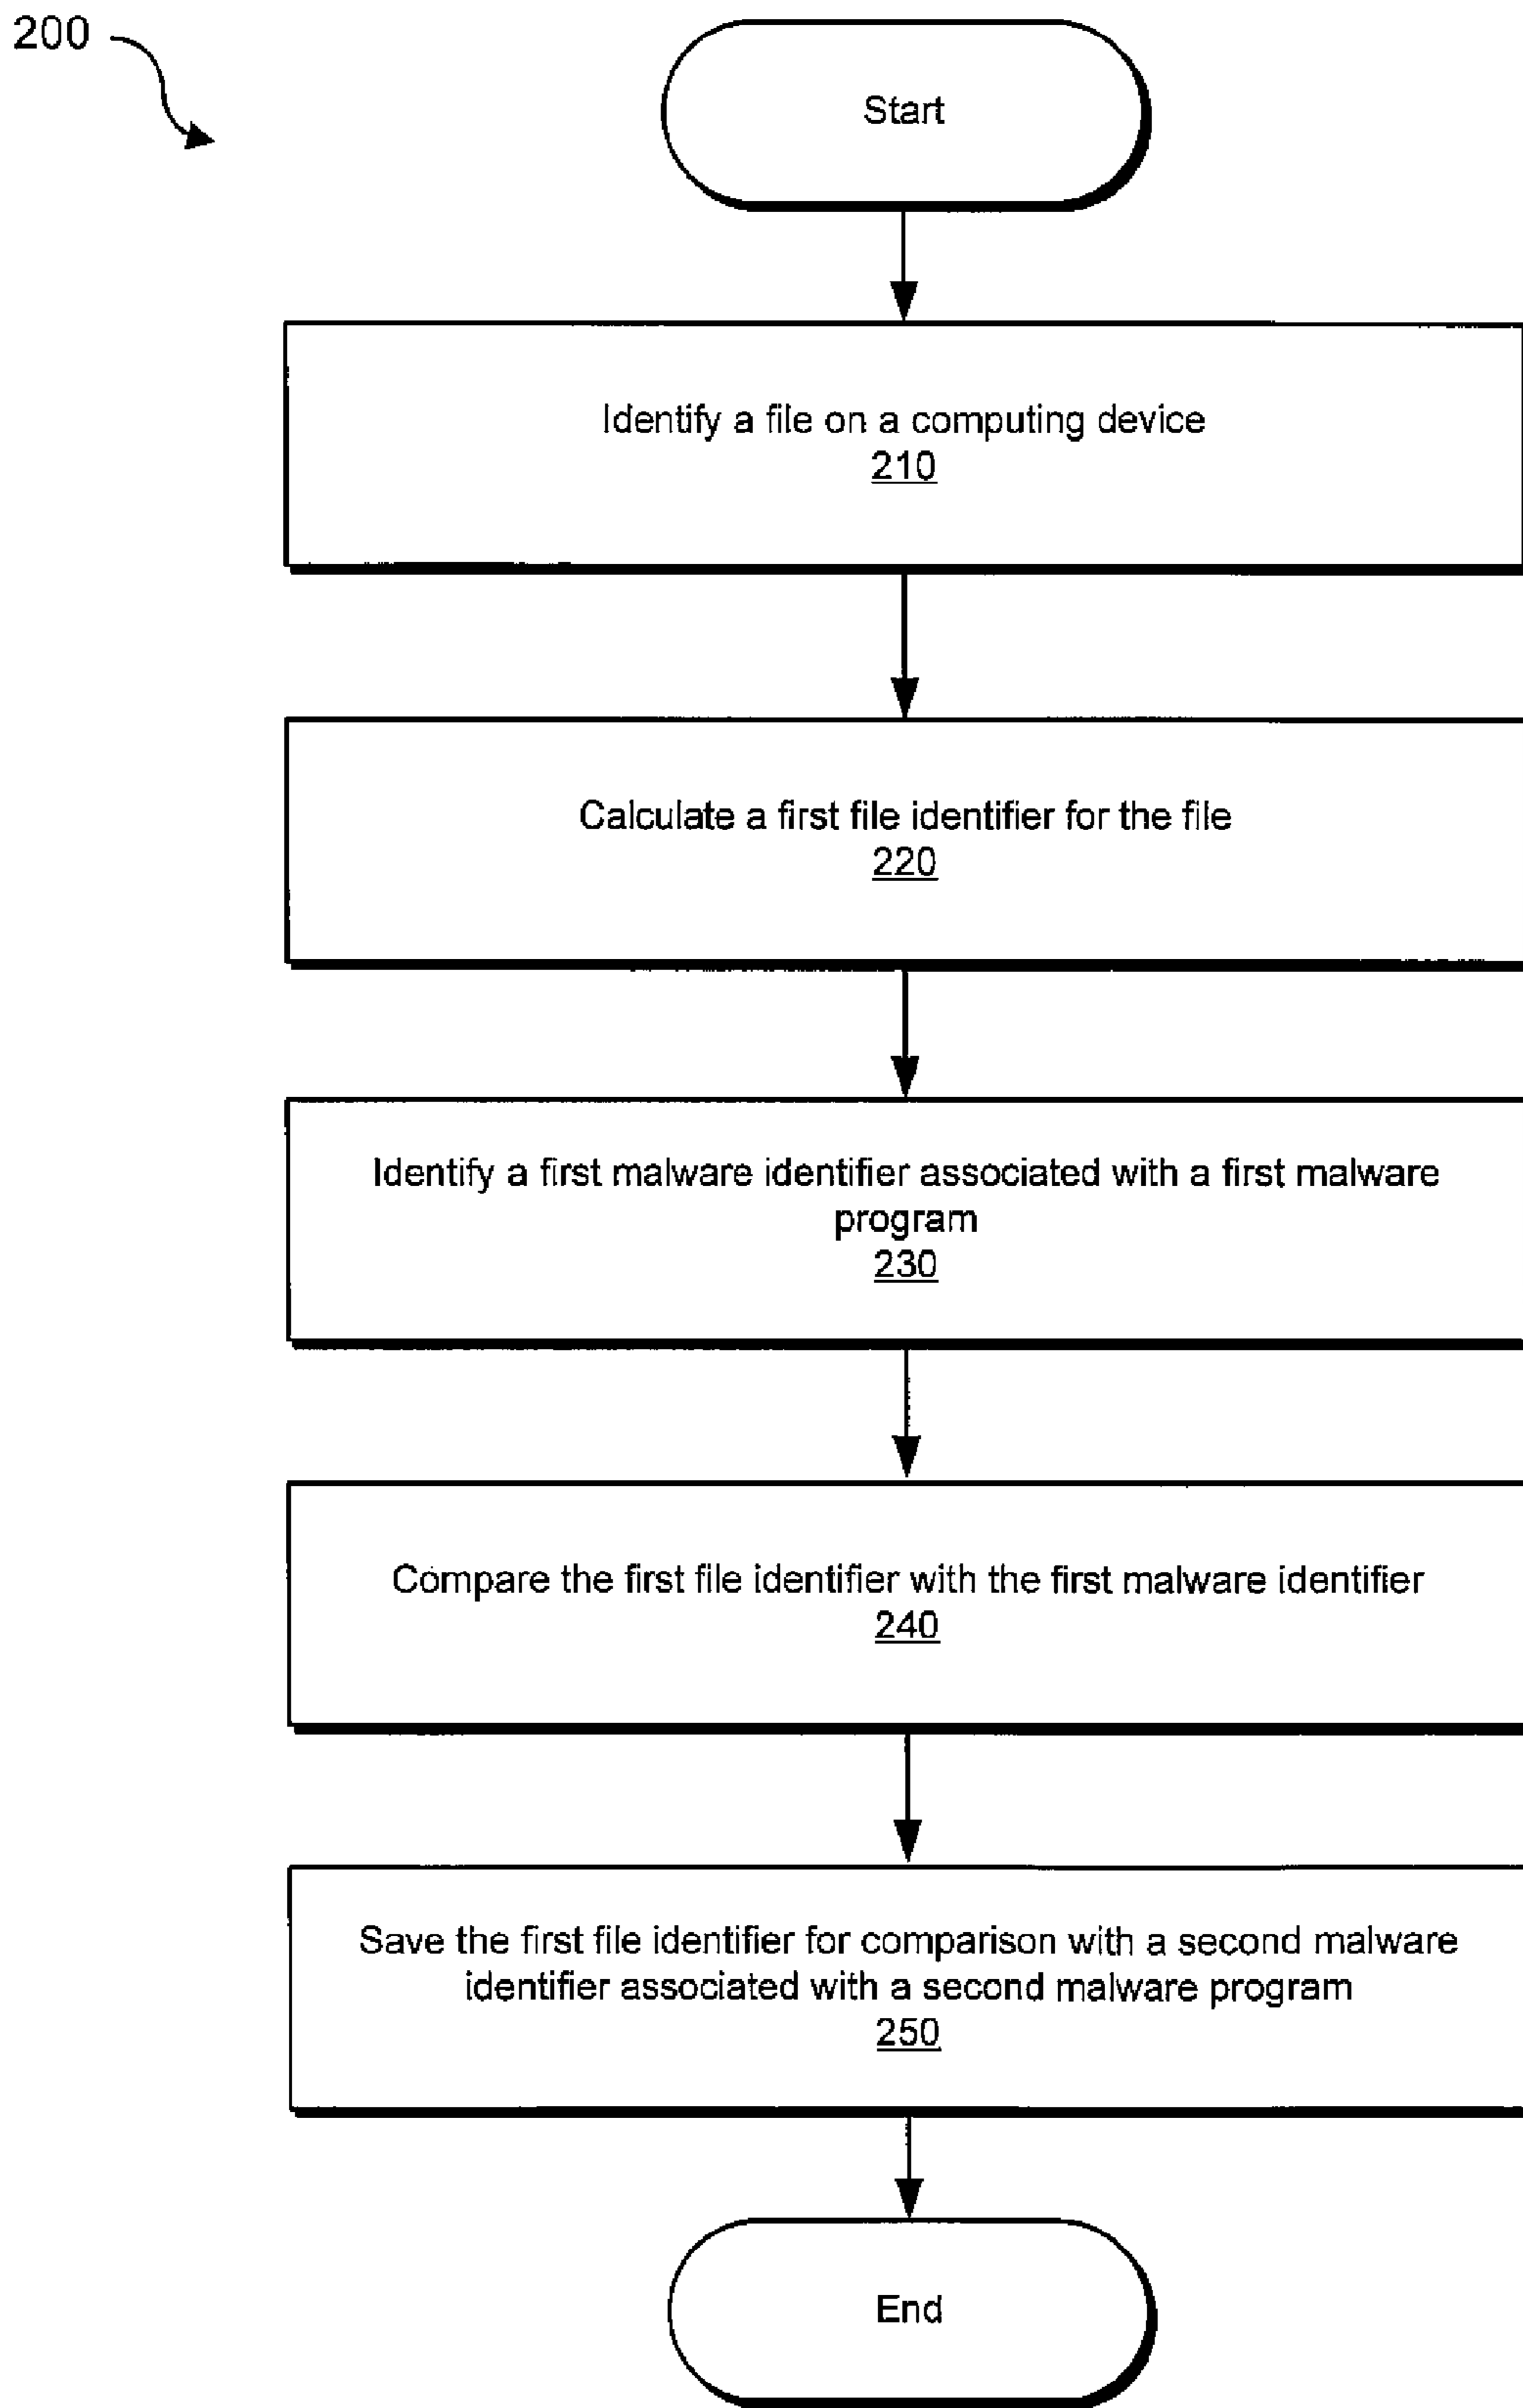 200
Start
Identify a file on a computing device
210
Calculate a first file identifier for the file
220
Identify a first malware identifier associated with a first malware
program
230
Compare the first file identifier with the first malware identifier
240
Save the first file identifier for comparison with a second malware
identifier associated with a second malware program
250
End